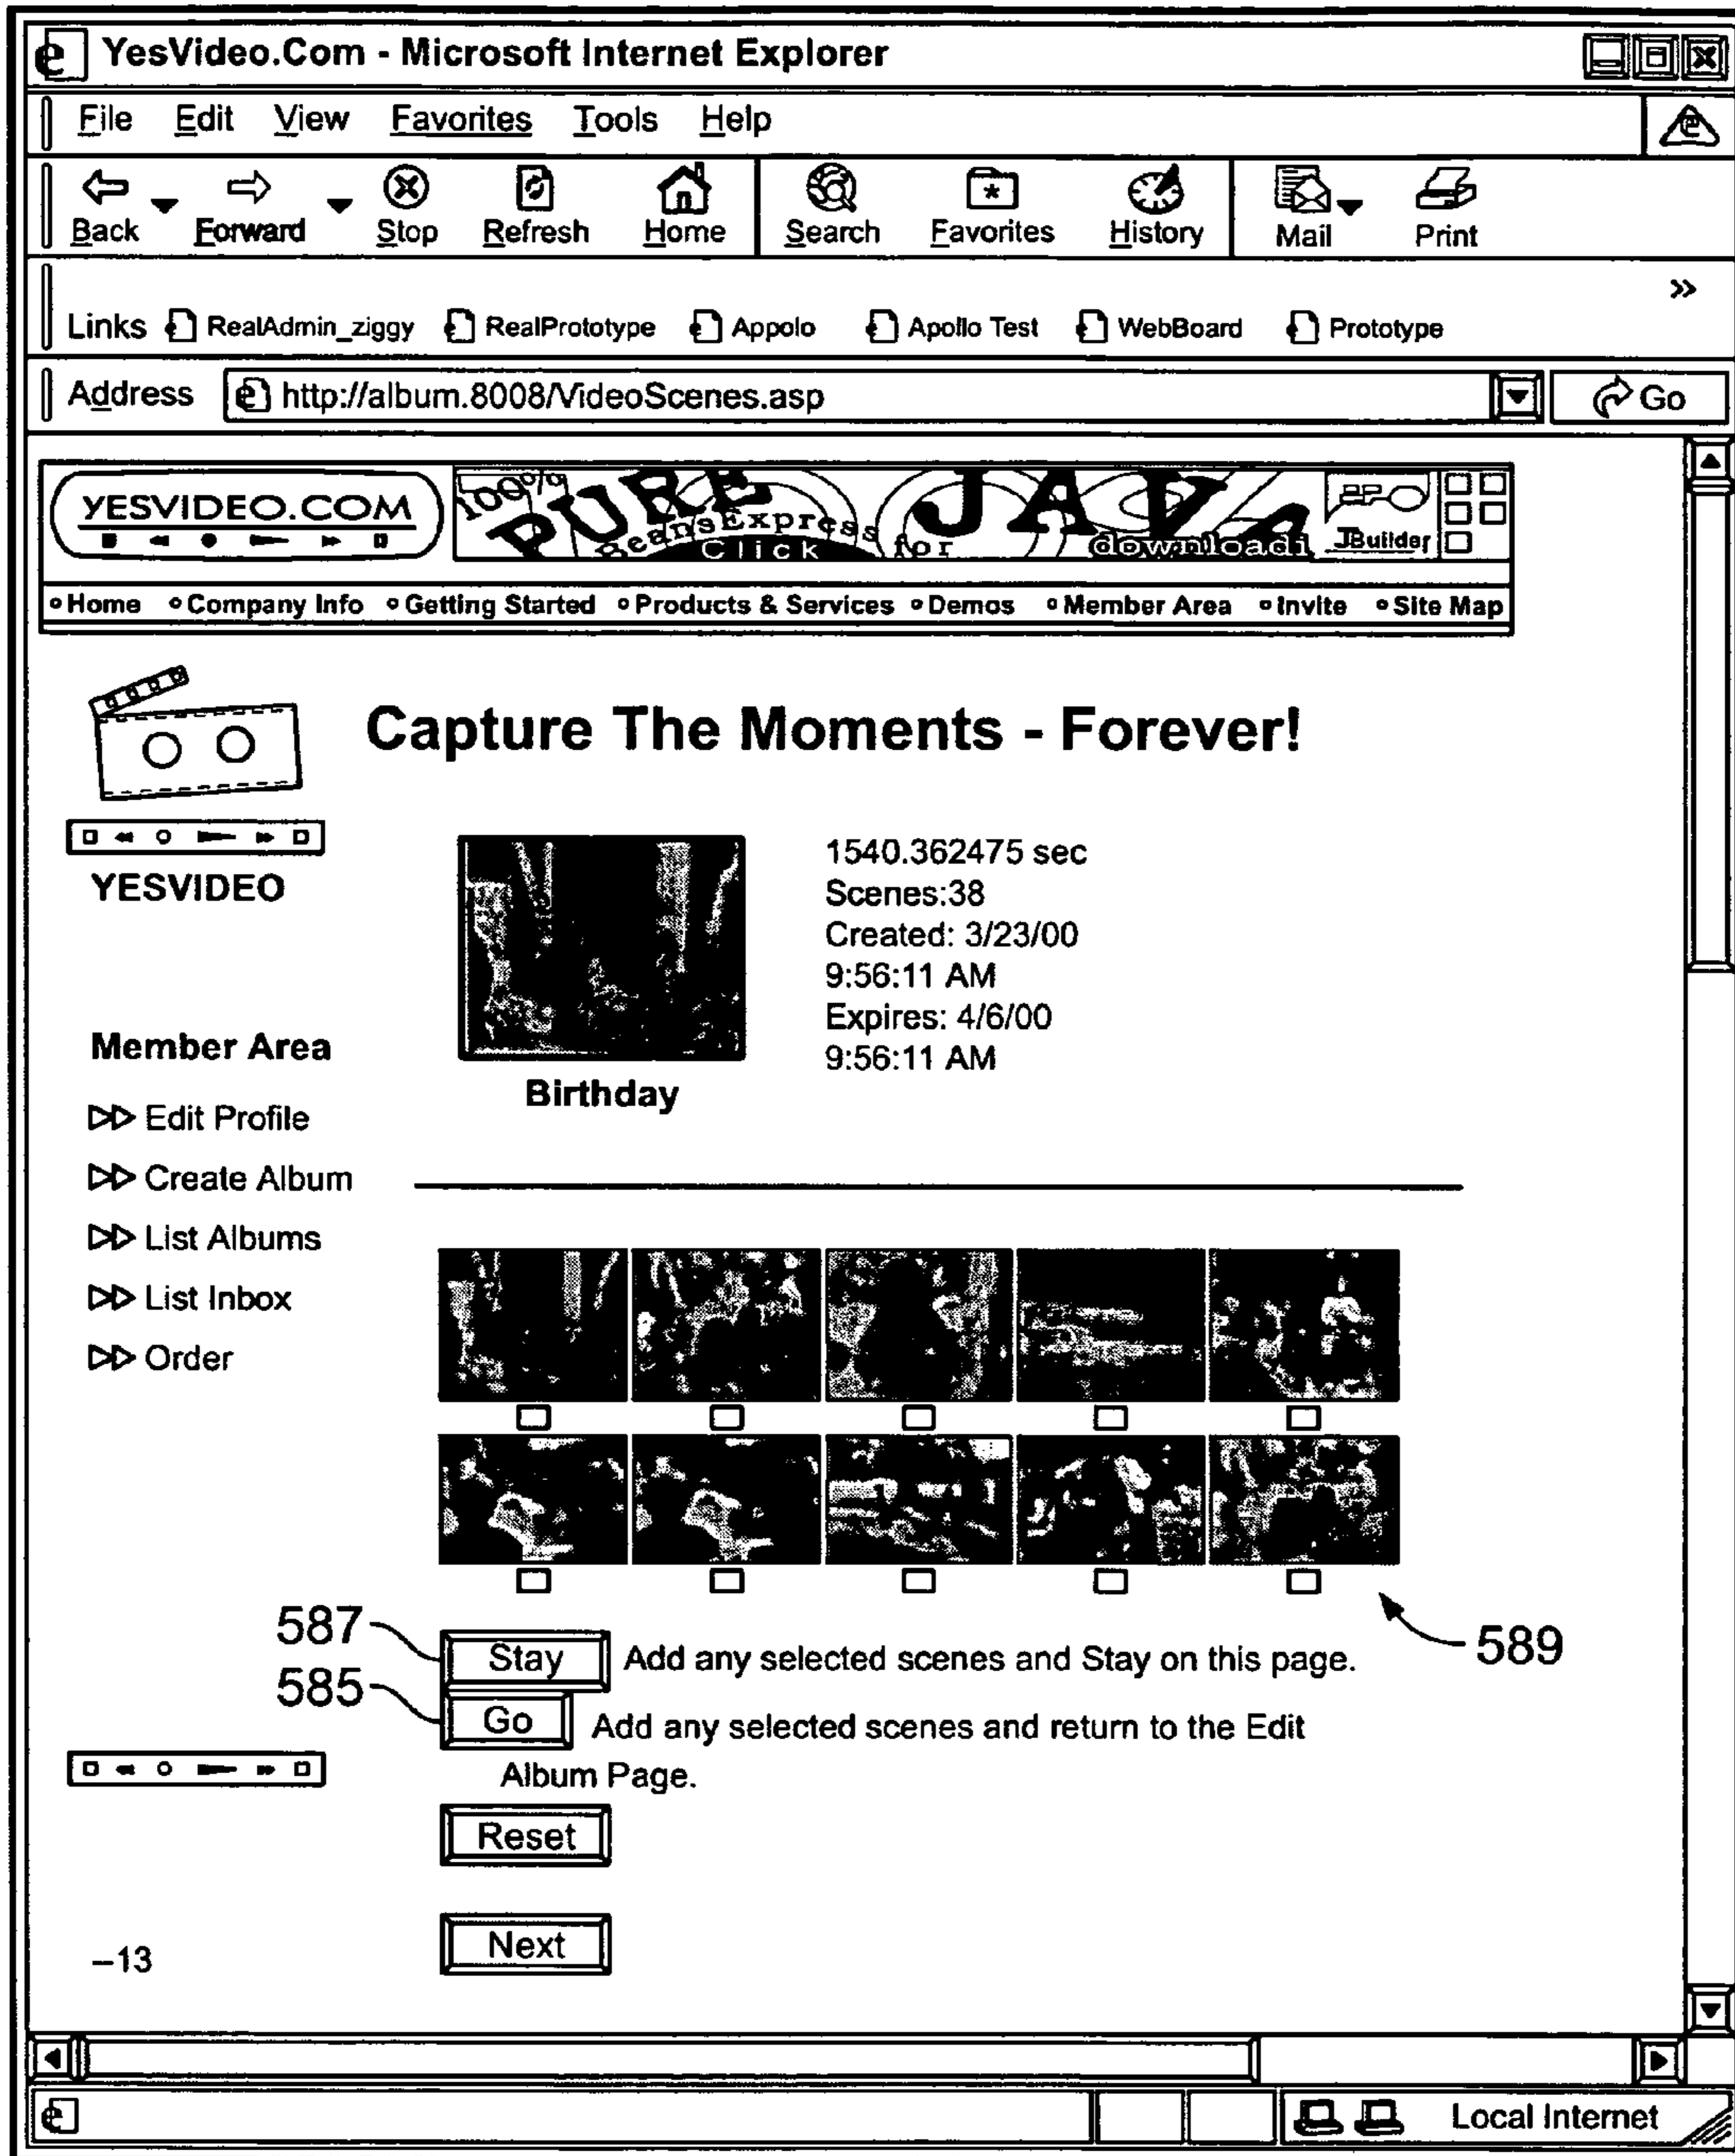 YesVideo.Com - Microsoft Internet Explorer
File Edit View Favorites Tools Help
Back Forward Stop Refresh Home Search Favorites History Mail Print
»
Links RealAdmin_ziggy RealPrototype Appolo Apollo Test WebBoard Prototype
Address http://album.8008/VideoScenes.asp Go
YESVIDEO.COM
100% PURE JAVA
BeansExpress for
Click downloadi JBuilder
Home Company Info Getting Started Products & Services Demos Member Area Invite Site Map
Capture The Moments - Forever!
YESVIDEO
1540.362475 sec
Scenes:38
Created: 3/23/00
9:56:11 AM
Expires: 4/6/00
9:56:11 AM
Birthday
Member Area
Edit Profile
Create Album
List Albums
List Inbox
Order
587 Stay Add any selected scenes and Stay on this page. 589
585 Go Add any selected scenes and return to the Edit
Album Page.
Reset
Next
–13
Local Internet